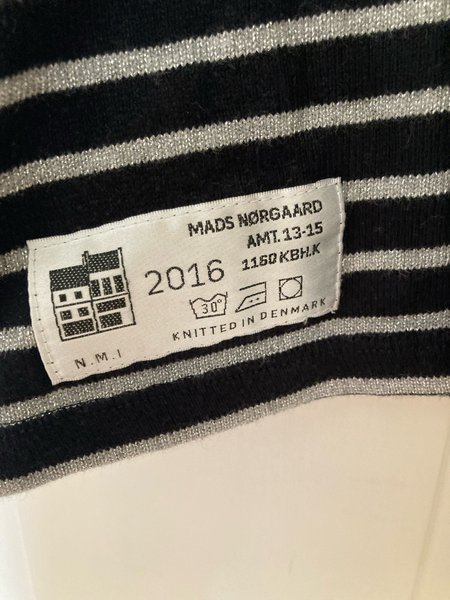 MADS NØRGAARD
AMT. 13-15
2016 1160 KBH.K
30°
KNITTED IN DENMARK
N.M.I